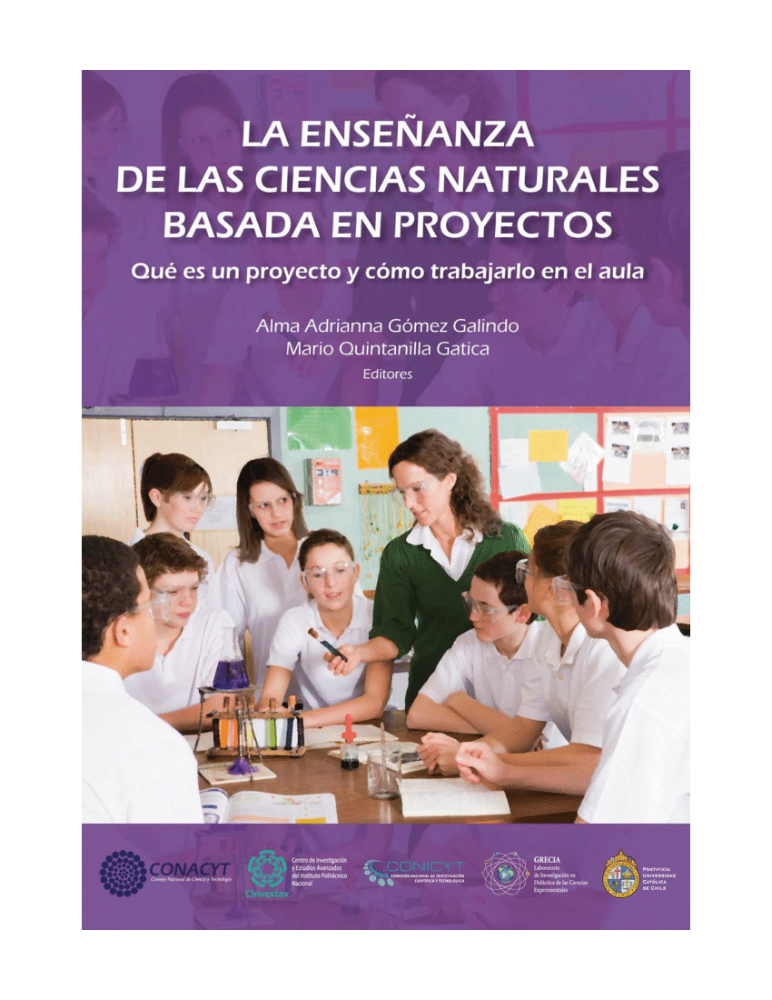 LA ENSEÑANZA
DE LAS CIENCIAS NATURALES
BASADA EN PROYECTOS
Qué es un proyecto y cómo trabajarlo en el aula
Alma Adrianna Gómez Galindo
Mario Quintanilla Gatica
Editores
CONACYT
Consejo Nacional de Ciencia y Tecnología
Cinvestav
Centro de Investigación
y Estudios Avanzados
del Instituto Politécnico
Nacional
CONICYT
COMISIÓN NACIONAL DE INVESTIGACIÓN
CIENTÍFICA Y TECNOLÓGICA
GRECIA
Laboratorio
de Investigación en
Didáctica de las Ciencias
Experimentales
PONTIFICIA
UNIVERSIDAD
CATÓLICA
DE CHILE